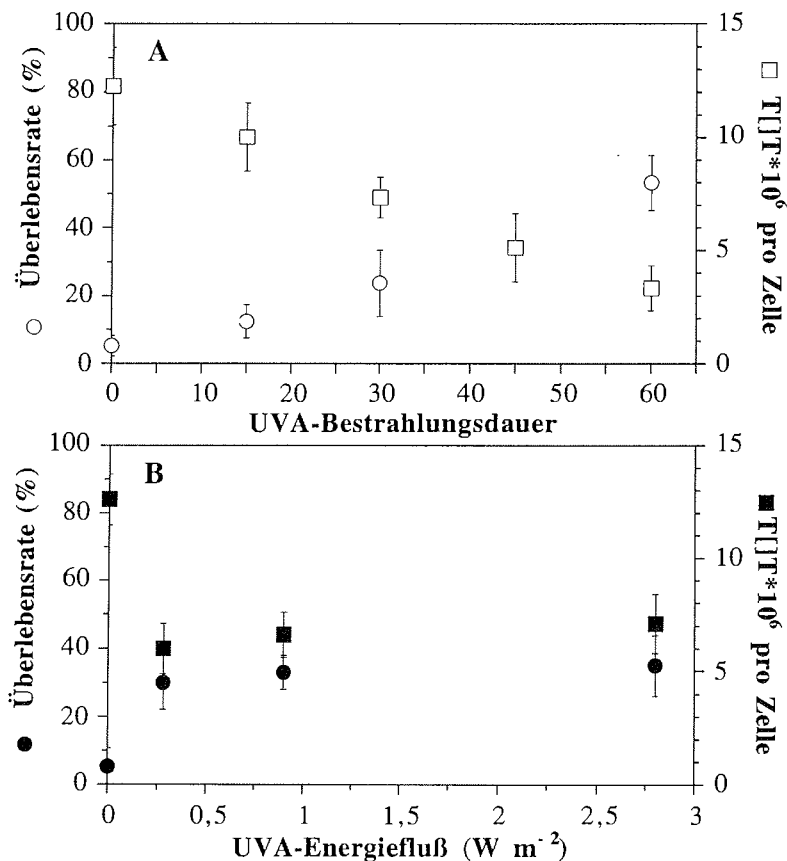 A
○ Überlebensrate (%)
100
80
60
40
20
0
15
10
5
0
□ T[]T*10⁶ pro Zelle
0 10 20 30 40 50 60
UVA-Bestrahlungsdauer
B
● Überlebensrate (%)
100
80
60
40
20
0
15
10
5
0
■ T[]T*10⁶ pro Zelle
0 0,5 1 1,5 2 2,5 3
UVA-Energiefluß (W m⁻²)